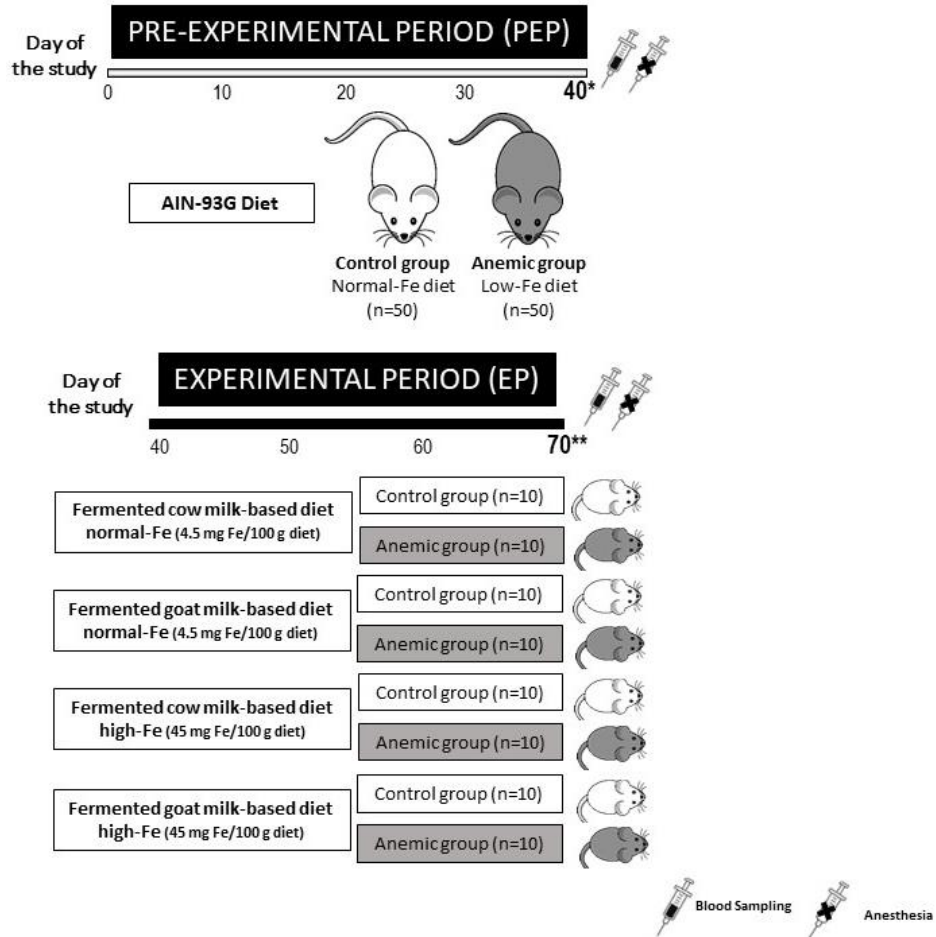 PRE-EXPERIMENTAL PERIOD (PEP)
Day of
the study
0 10 20 30 40*
AIN-93G Diet
Control group
Normal-Fe diet
(n=50)
Anemic group
Low-Fe diet
(n=50)
EXPERIMENTAL PERIOD (EP)
Day of
the study
40 50 60 70**
Fermented cow milk-based diet
normal-Fe (4.5 mg Fe/100 g diet)
Control group (n=10)
Anemic group (n=10)
Fermented goat milk-based diet
normal-Fe (4.5 mg Fe/100 g diet)
Control group (n=10)
Anemic group (n=10)
Fermented cow milk-based diet
high-Fe (45 mg Fe/100 g diet)
Control group (n=10)
Anemic group (n=10)
Fermented goat milk-based diet
high-Fe (45 mg Fe/100 g diet)
Control group (n=10)
Anemic group (n=10)
Blood Sampling
Anesthesia